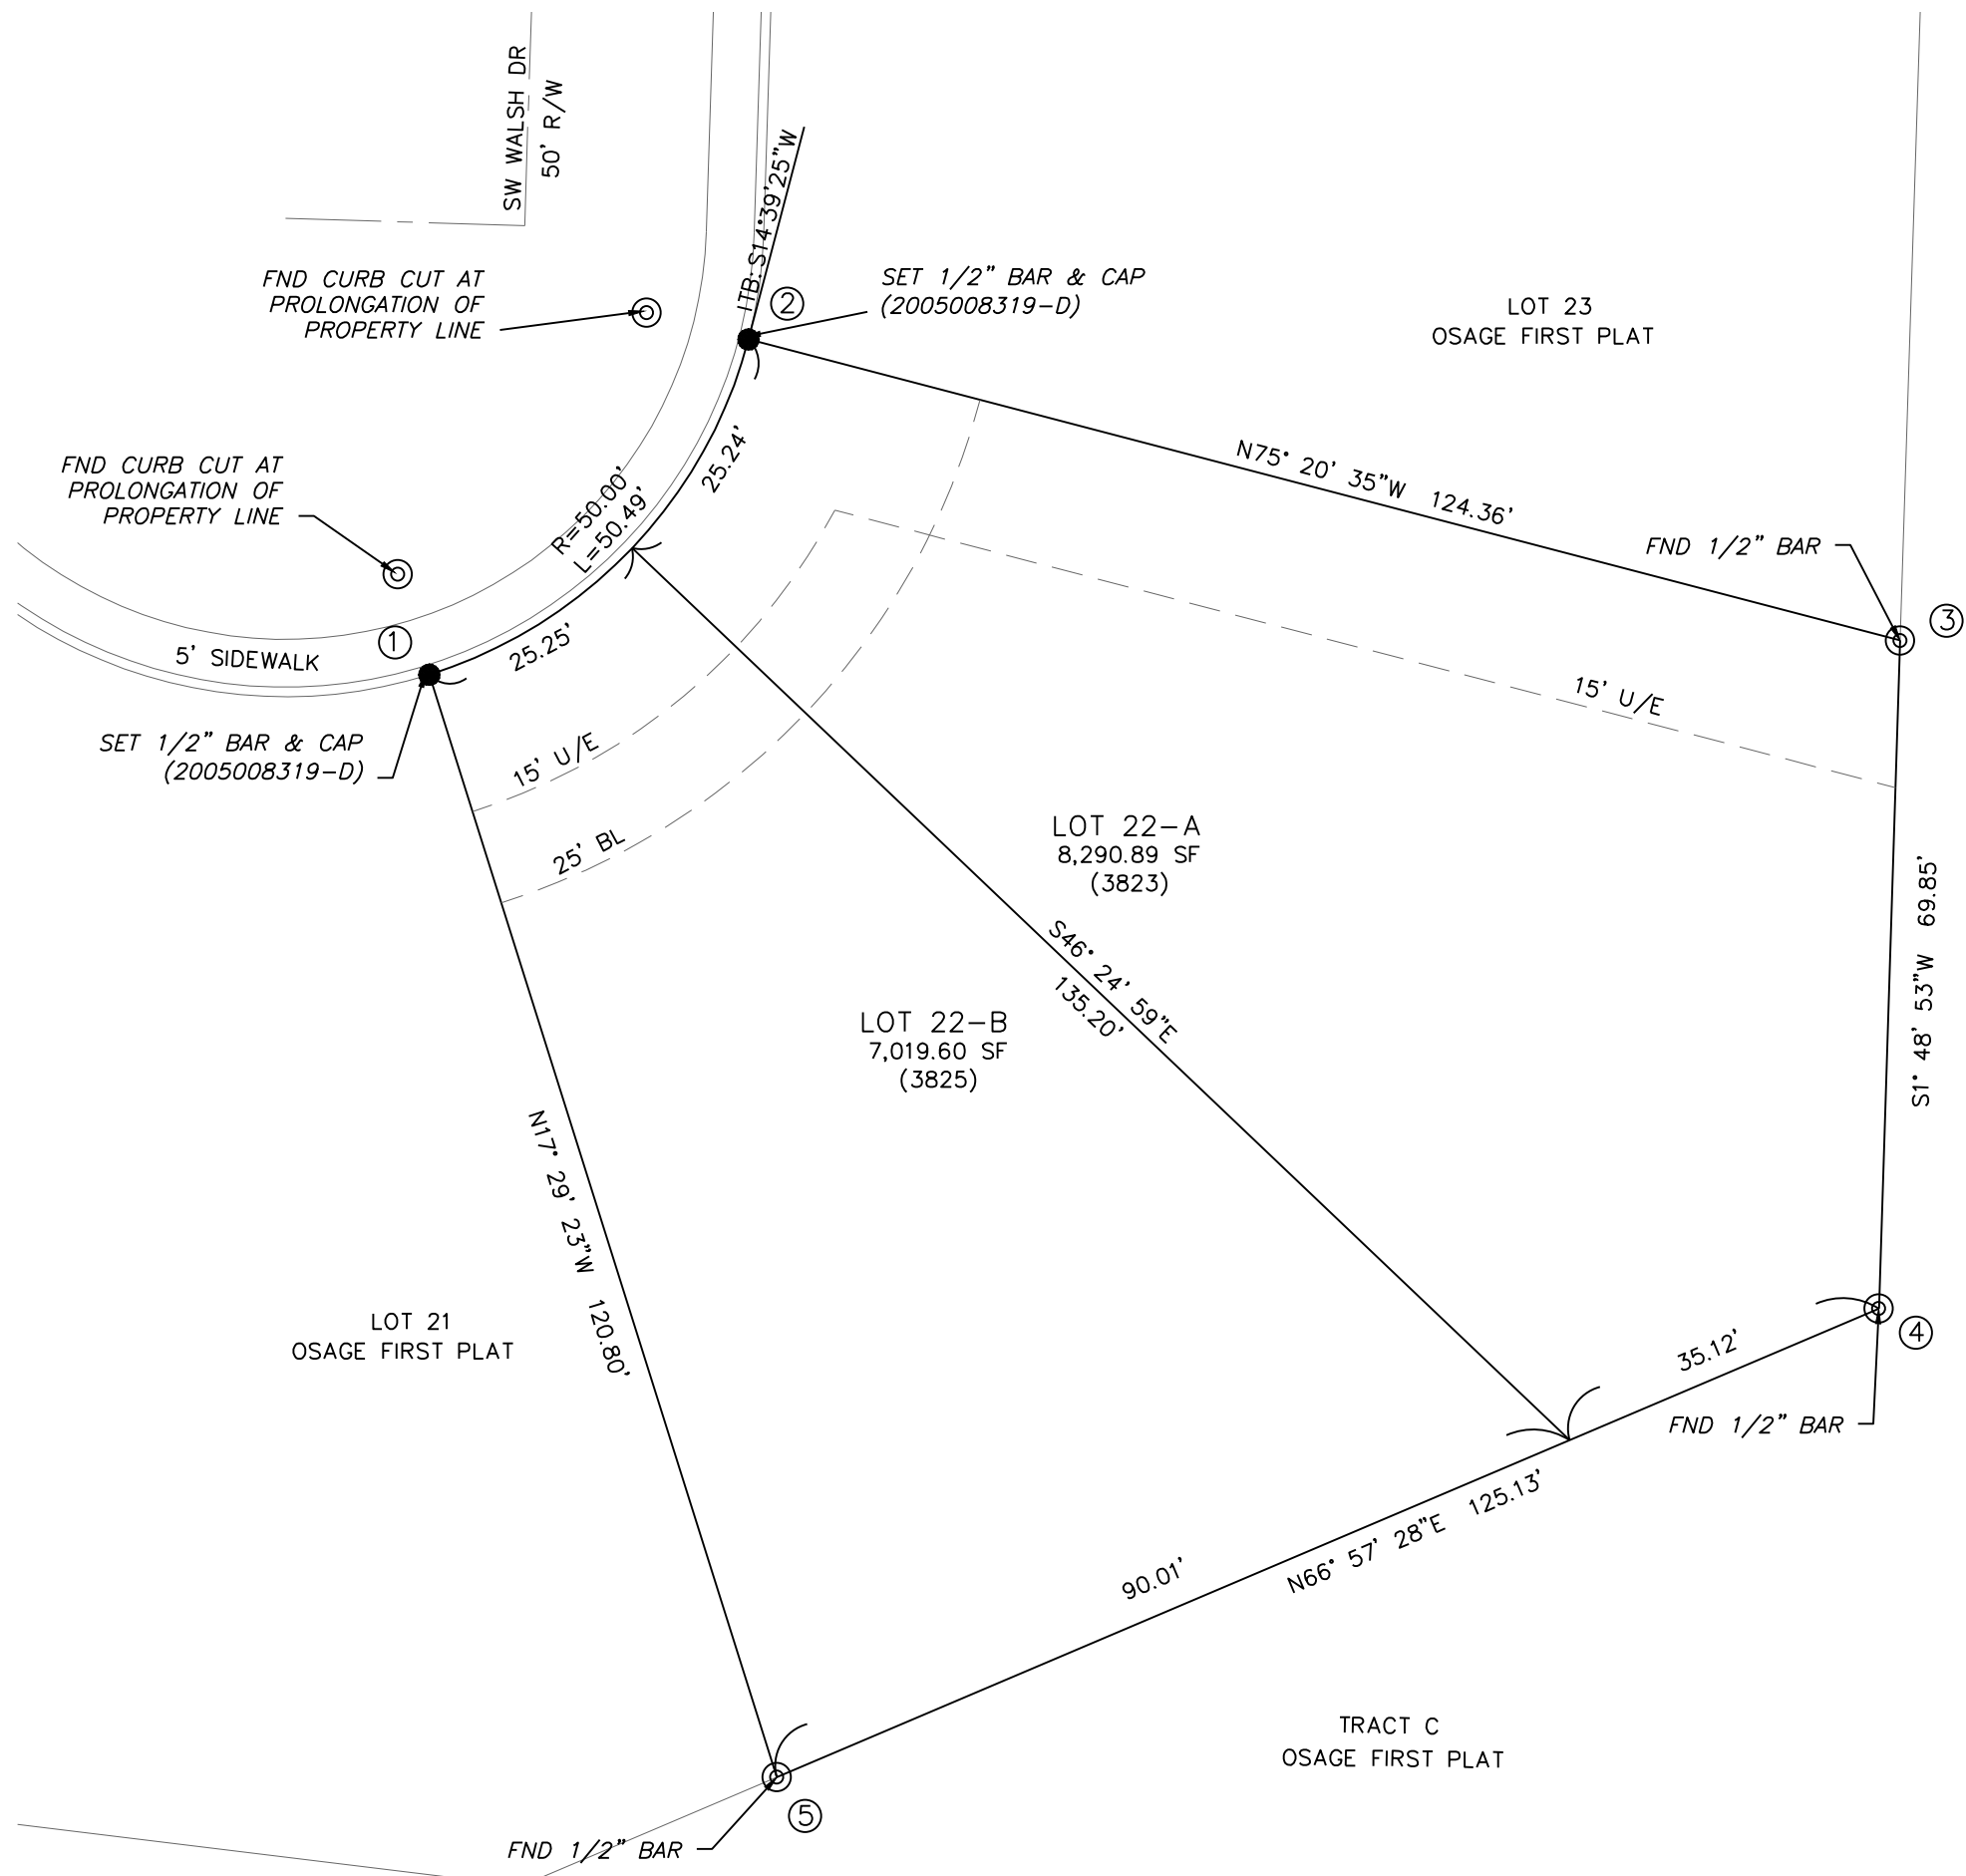 SW WALSH DR
50' R/W
ITB: S14°39'25"W
FND CURB CUT AT
PROLONGATION OF
PROPERTY LINE
2
SET 1/2" BAR & CAP
(2005008319-D)
LOT 23
OSAGE FIRST PLAT
FND CURB CUT AT
PROLONGATION OF
PROPERTY LINE
R=50.00'
L=50.49'
25.24'
N75° 20' 35"W 124.36'
FND 1/2" BAR
3
1
5' SIDEWALK
25.25'
SET 1/2" BAR & CAP
(2005008319-D)
15' U/E
15' U/E
25' BL
LOT 22-A
8,290.89 SF
(3823)
S46° 24' 59"E
135.20'
S1° 48' 53"W 69.85'
LOT 22-B
7,019.60 SF
(3825)
N17° 29' 23"W 120.80'
LOT 21
OSAGE FIRST PLAT
4
35.12'
FND 1/2" BAR
90.01'
N66° 57' 28"E 125.13'
TRACT C
OSAGE FIRST PLAT
5
FND 1/2" BAR